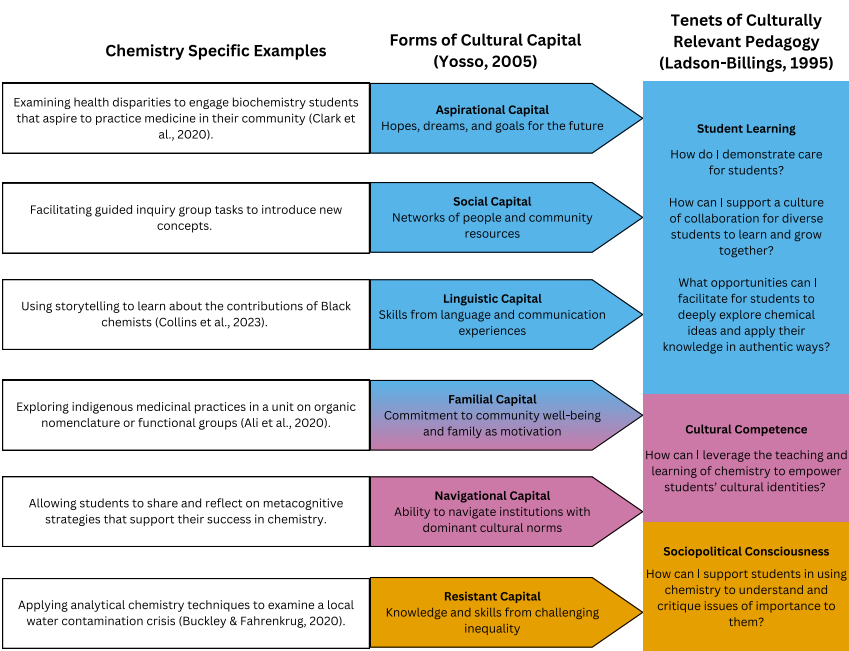 Chemistry Specific Examples
Forms of Cultural Capital
(Yosso, 2005)
Tenets of Culturally
Relevant Pedagogy
(Ladson-Billings, 1995)
Examining health disparities to engage biochemistry students
that aspire to practice medicine in their community (Clark et
al., 2020).
Aspirational Capital
Hopes, dreams, and goals for the future
Facilitating guided inquiry group tasks to introduce new
concepts.
Social Capital
Networks of people and community
resources
Using storytelling to learn about the contributions of Black
chemists (Collins et al., 2023).
Linguistic Capital
Skills from language and communication
experiences
Exploring indigenous medicinal practices in a unit on organic
nomenclature or functional groups (Ali et al., 2020).
Familial Capital
Commitment to community well-being
and family as motivation
Allowing students to share and reflect on metacognitive
strategies that support their success in chemistry.
Navigational Capital
Ability to navigate institutions with
dominant cultural norms
Applying analytical chemistry techniques to examine a local
water contamination crisis (Buckley & Fahrenkrug, 2020).
Resistant Capital
Knowledge and skills from challenging
inequality
Student Learning
How do I demonstrate care
for students?
How can I support a culture
of collaboration for diverse
students to learn and grow
together?
What opportunities can I
facilitate for students to
deeply explore chemical
ideas and apply their
knowledge in authentic ways?
Cultural Competence
How can I leverage the teaching and
learning of chemistry to empower
students' cultural identities?
Sociopolitical Consciousness
How can I support students in using
chemistry to understand and
critique issues of importance to
them?